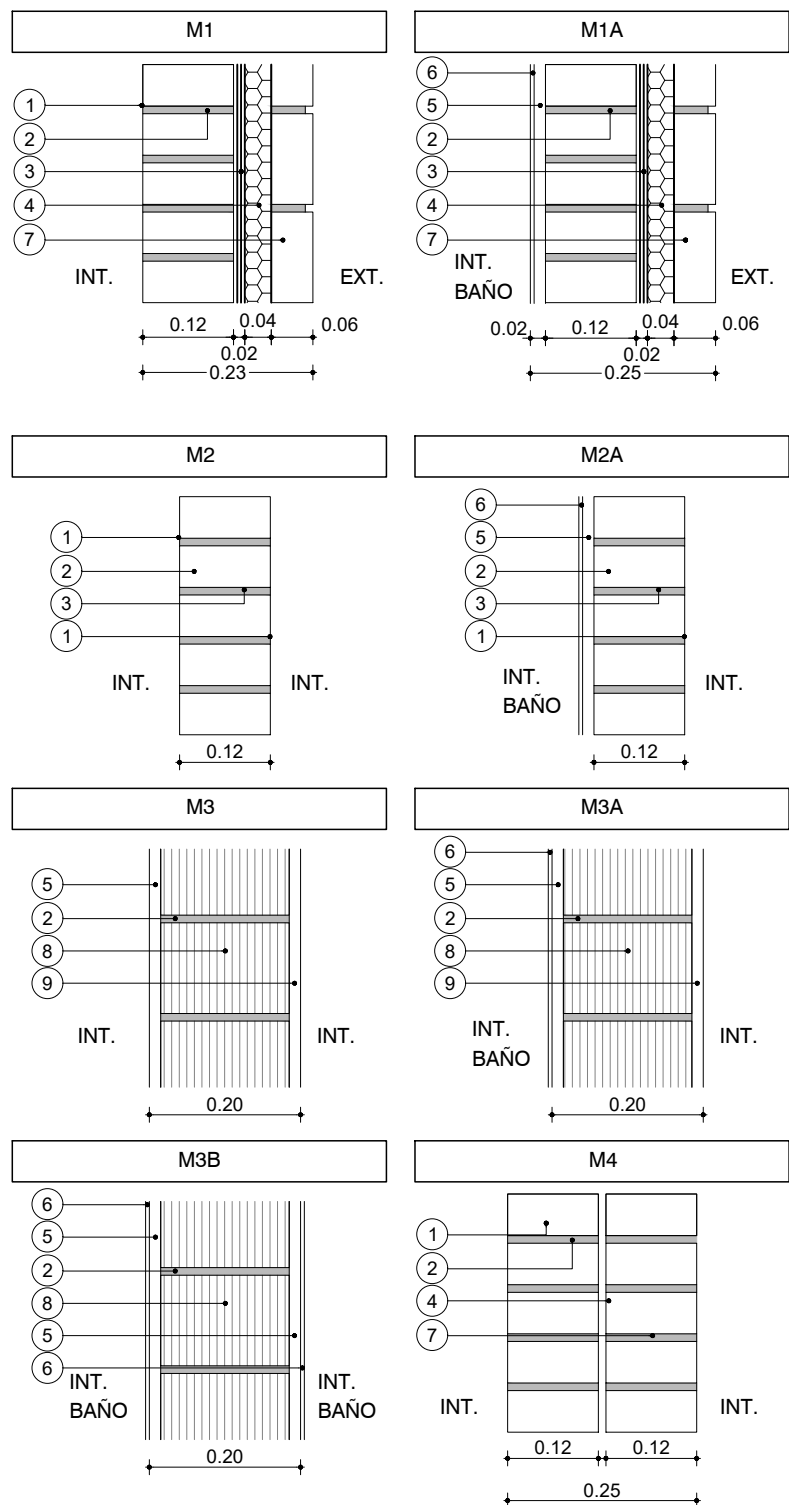 M1
1
2
3
4
7
INT.
EXT.
0.12
0.04
0.06
0.02
0.23
M1A
6
5
2
3
4
7
INT.
BAÑO
EXT.
0.02
0.12
0.04
0.06
0.02
0.25
M2
1
2
3
1
INT.
INT.
0.12
M2A
6
5
2
3
1
INT.
BAÑO
INT.
0.12
M3
5
2
8
9
INT.
INT.
0.20
M3A
6
5
2
8
9
INT.
BAÑO
INT.
0.20
M3B
6
5
2
8
5
6
INT.
BAÑO
INT.
BAÑO
0.20
M4
1
2
4
7
INT.
INT.
0.12
0.12
0.25